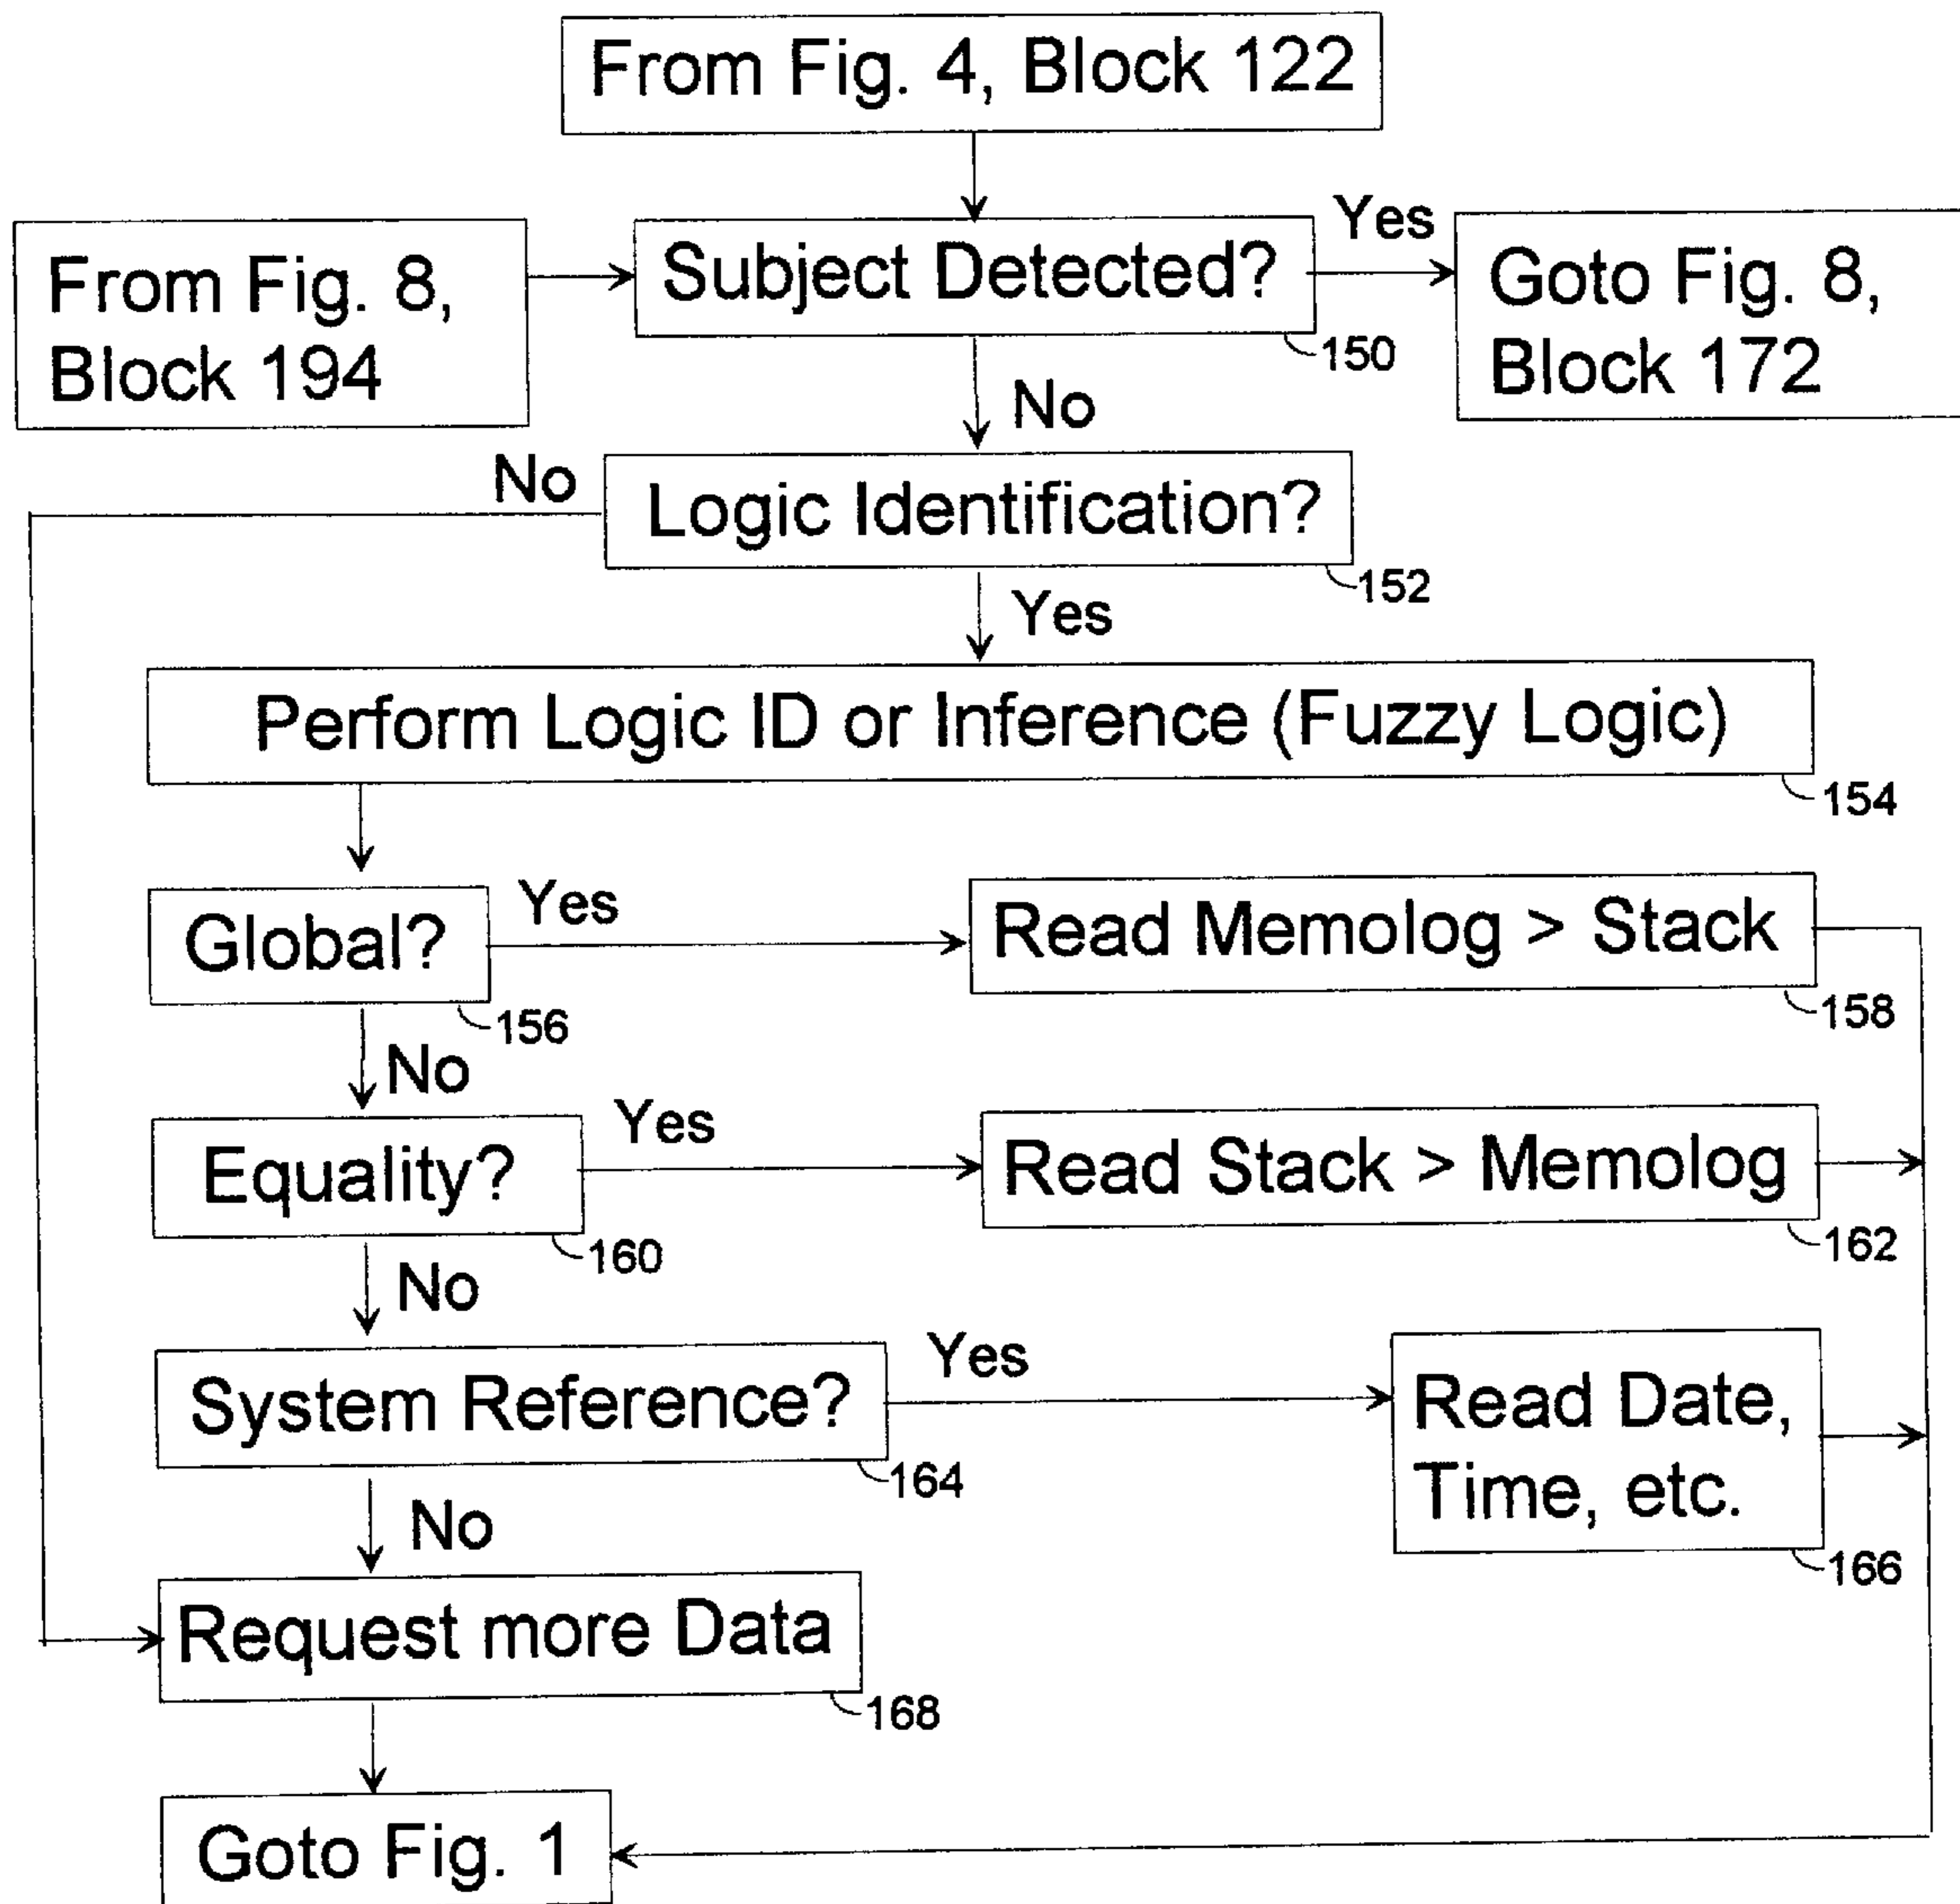 From Fig. 4, Block 122
From Fig. 8,
Block 194
Subject Detected?
150
Yes
Goto Fig. 8,
Block 172
No
No
Logic Identification?
152
Yes
Perform Logic ID or Inference (Fuzzy Logic)
154
Global?
156
Yes
Read Memolog > Stack
158
No
Equality?
160
Yes
Read Stack > Memolog
162
No
System Reference?
164
Yes
Read Date,
Time, etc.
166
No
Request more Data
168
Goto Fig. 1